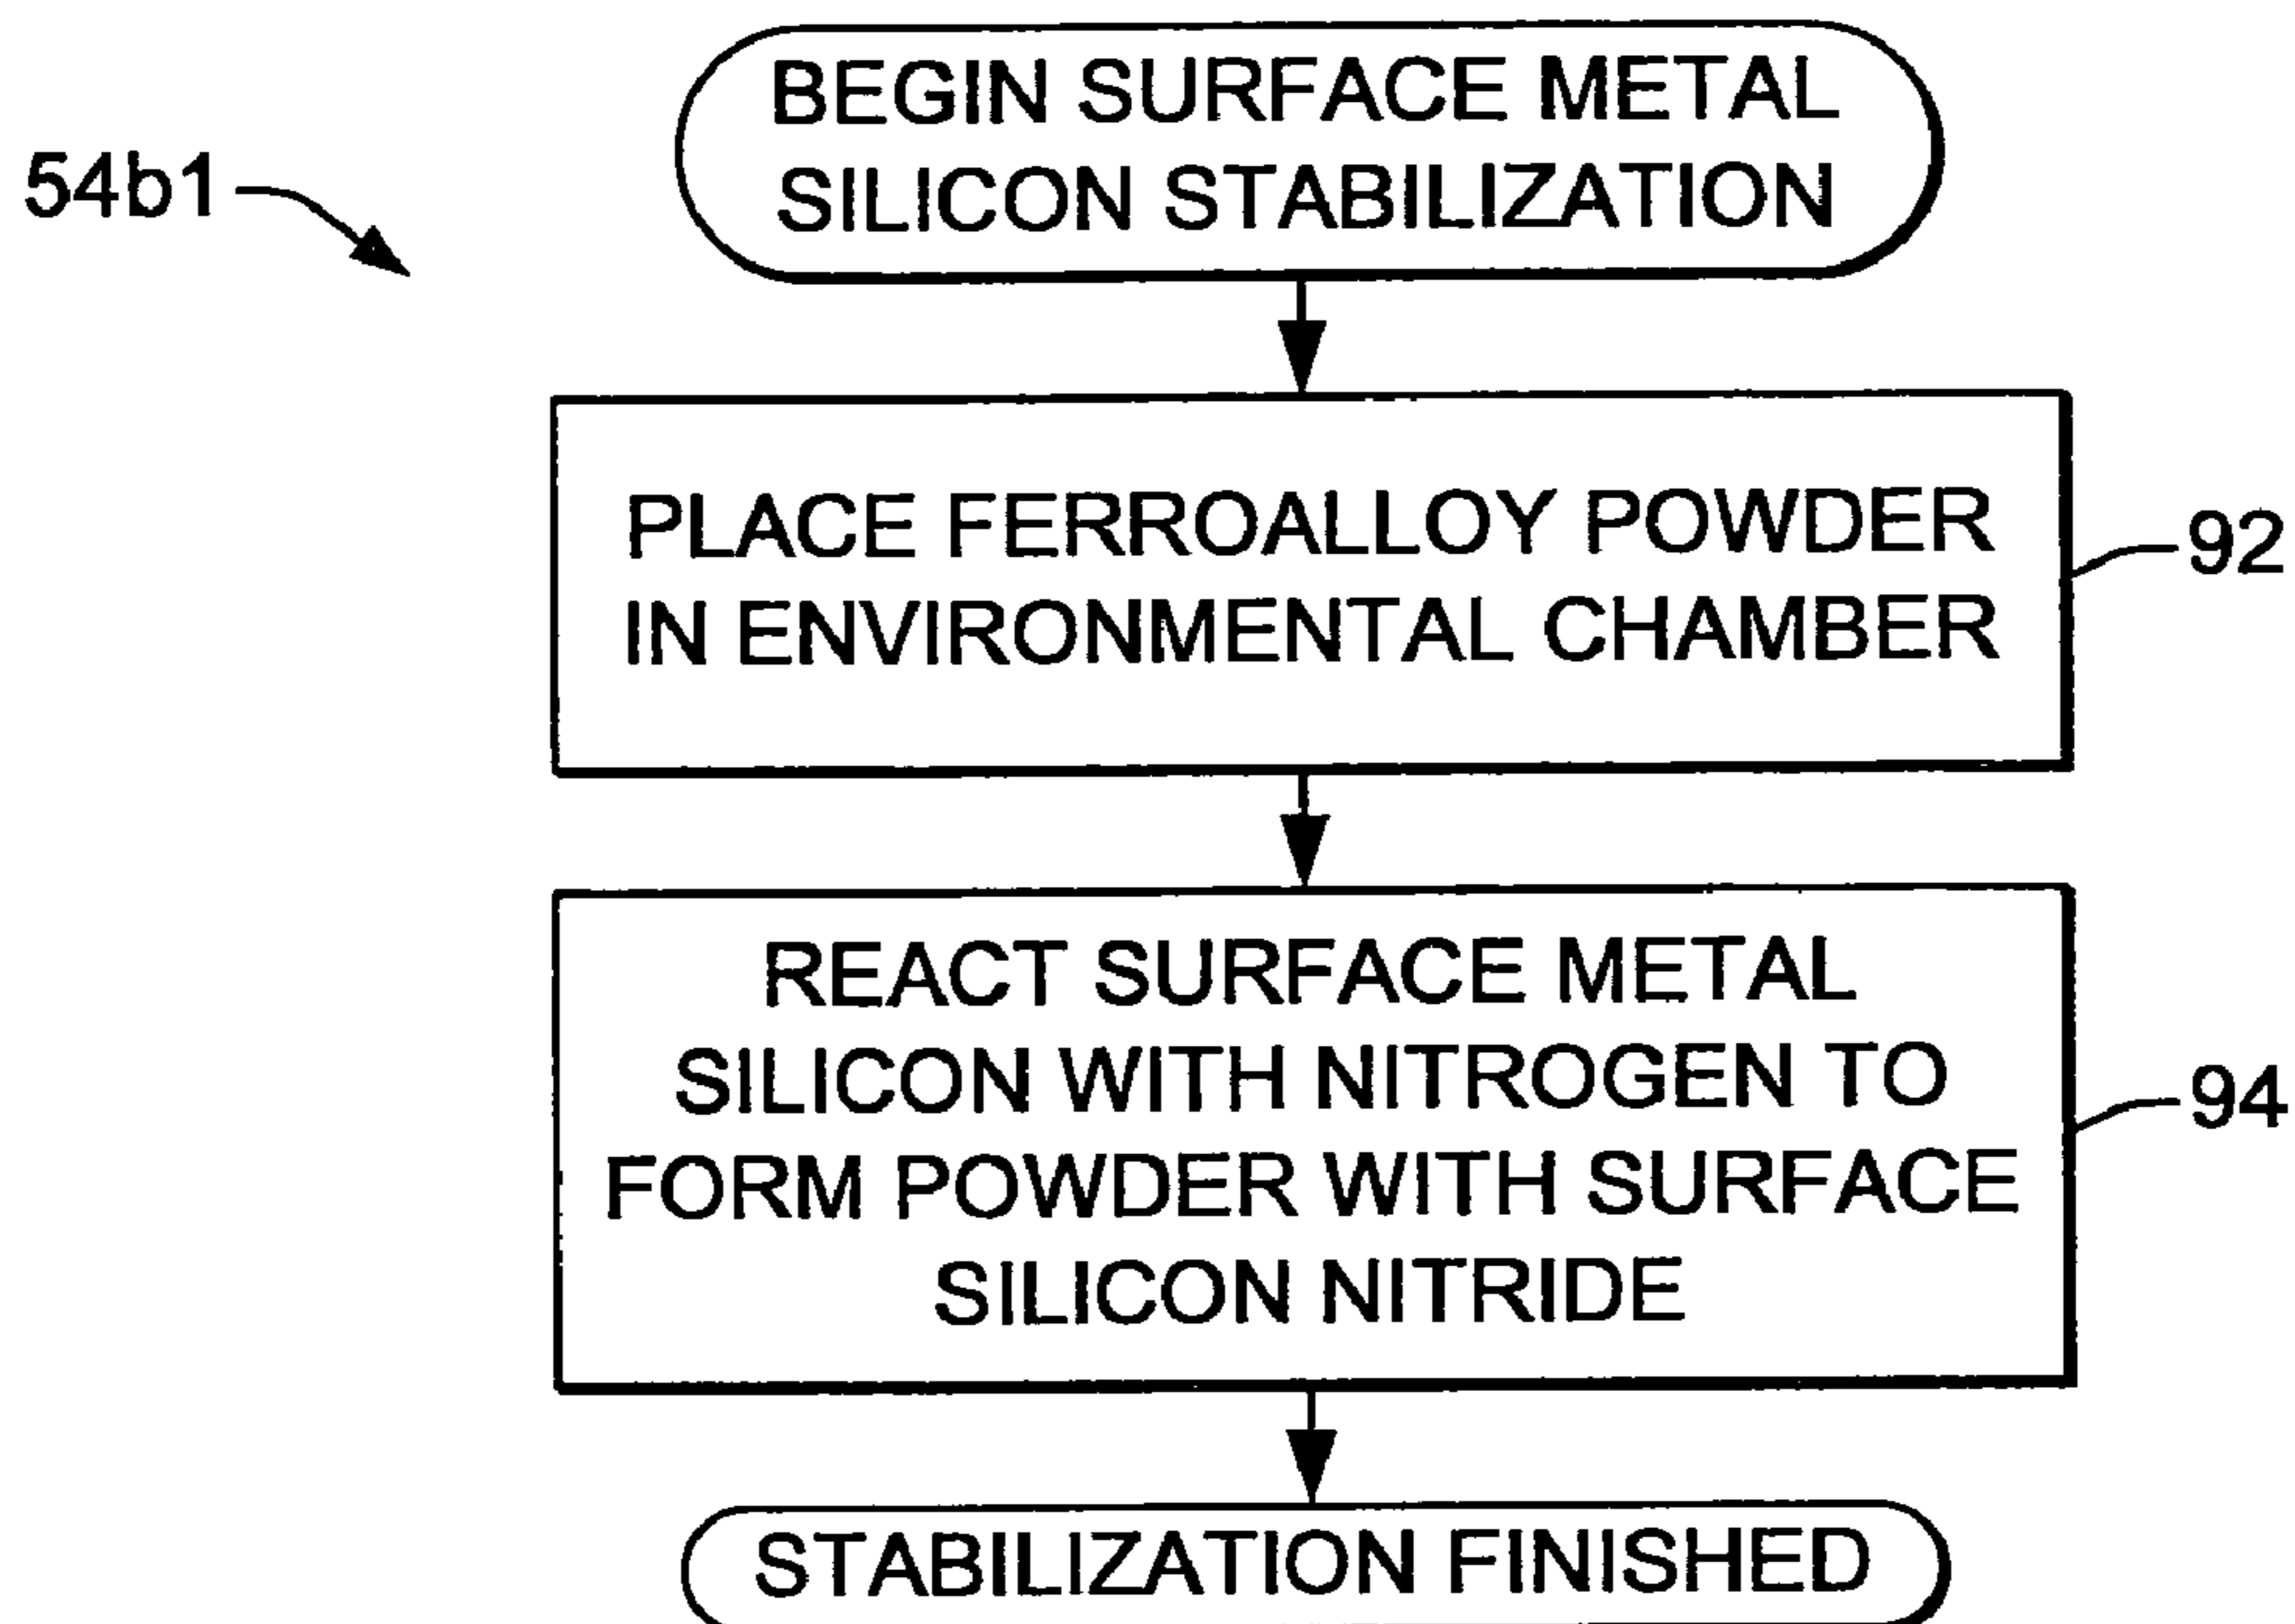 BEGIN SURFACE METAL
SILICON STABILIZATION
54b1
PLACE FERROALLOY POWDER
IN ENVIRONMENTAL CHAMBER
92
REACT SURFACE METAL
SILICON WITH NITROGEN TO
FORM POWDER WITH SURFACE
SILICON NITRIDE
94
STABILIZATION FINISHED